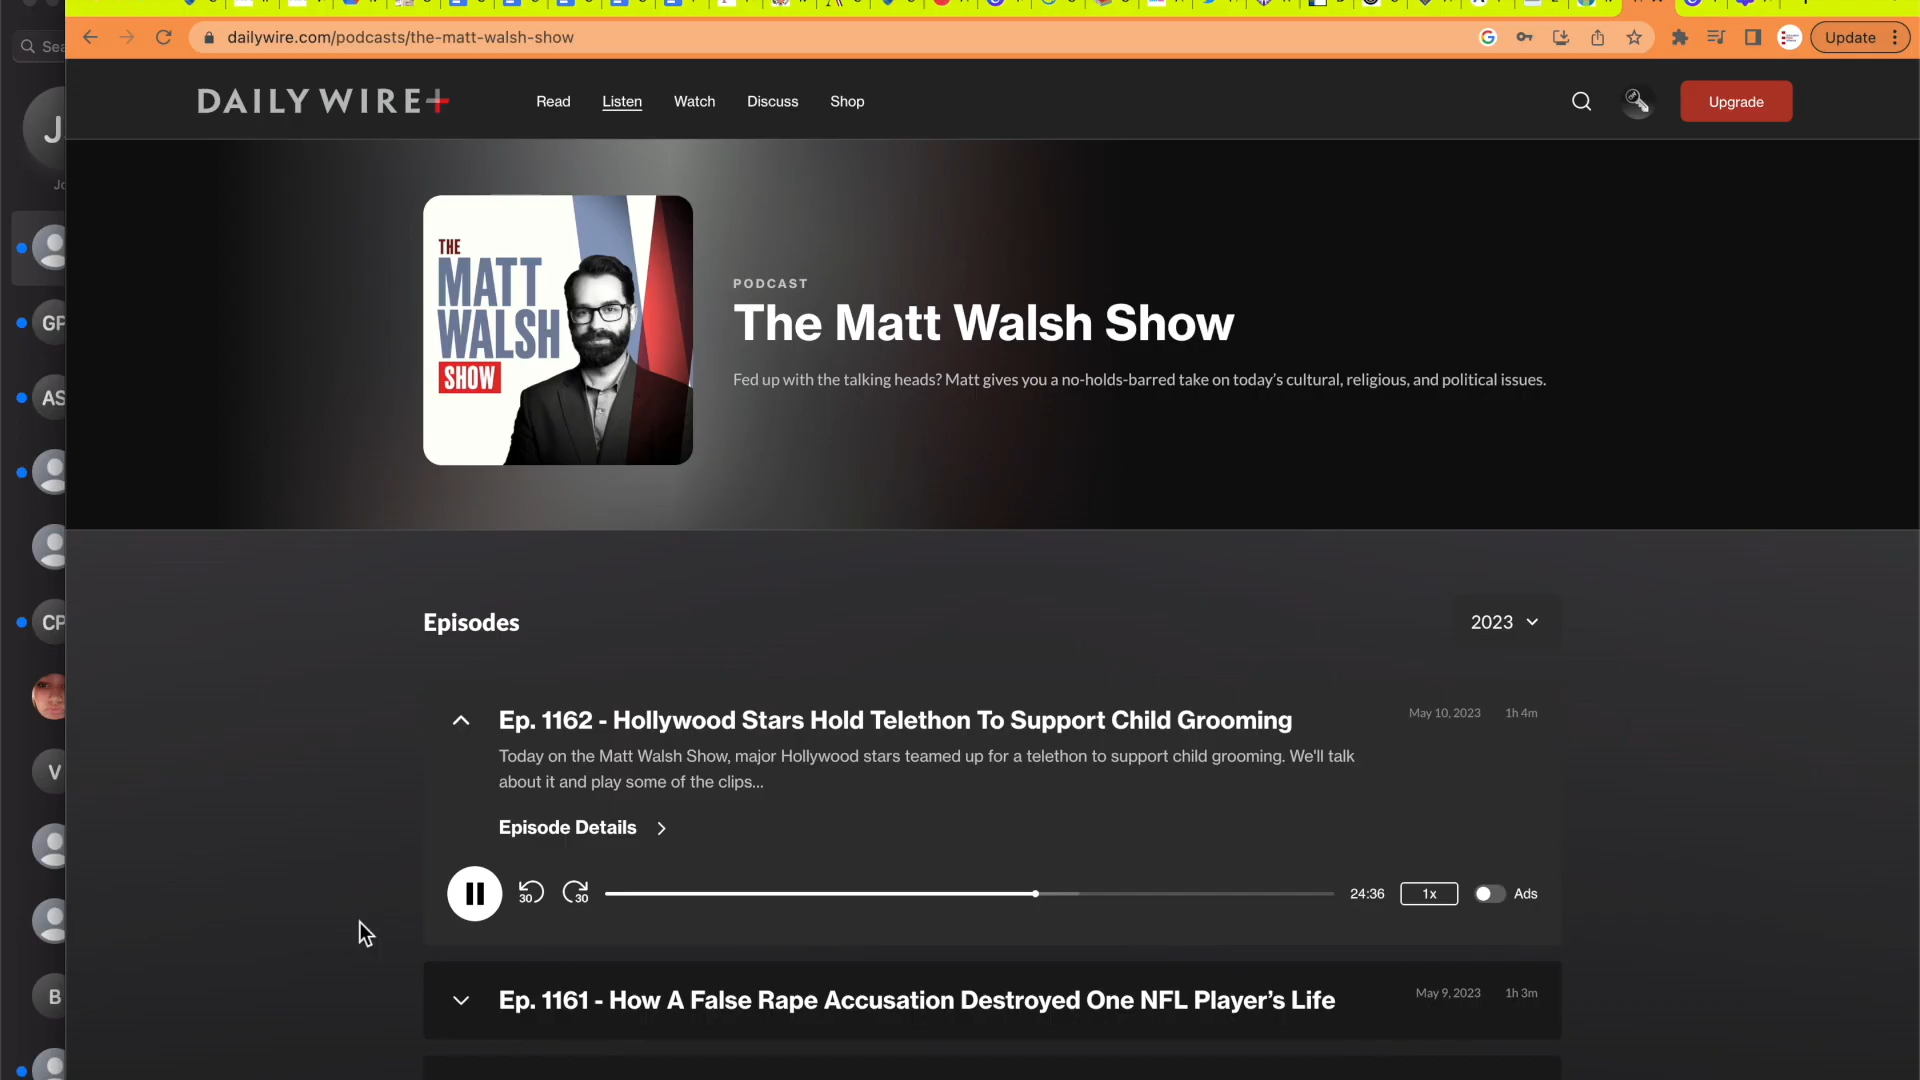 Sea
dailywire.com/podcasts/the-matt-walsh-show
Update
J
DAILY WIRE+
Read
Listen
Watch
Discuss
Shop
Upgrade
THE
MATT
WALSH
SHOW
PODCAST
The Matt Walsh Show
Fed up with the talking heads? Matt gives you a no-holds-barred take on today's cultural, religious, and political issues.
GP
AS
CP
V
B
Episodes
2023
Ep. 1162 - Hollywood Stars Hold Telethon To Support Child Grooming
May 10, 2023
1h 4m
Today on the Matt Walsh Show, major Hollywood stars teamed up for a telethon to support child grooming. We'll talk
about it and play some of the clips...
Episode Details
30
30
24:36
1x
Ads
Ep. 1161 - How A False Rape Accusation Destroyed One NFL Player’s Life
May 9, 2023
1h 3m